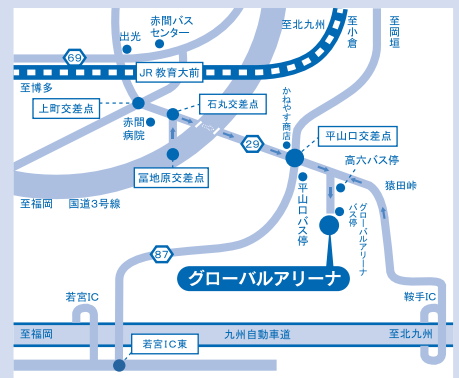 赤間バス
センター
出光
至北九州
至小倉
至岡垣
69
JR 教育大前
至博多
上町交差点
石丸交差点
かねやす商店
赤間
病院
29
平山口交差点
高六バス停
冨地原交差点
猿田峠
平山口バス停
グローバルアリーナ
バス停
至福岡
国道3号線
87
グローバルアリーナ
若宮IC
鞍手IC
至福岡
九州自動車道
至北九州
若宮IC東